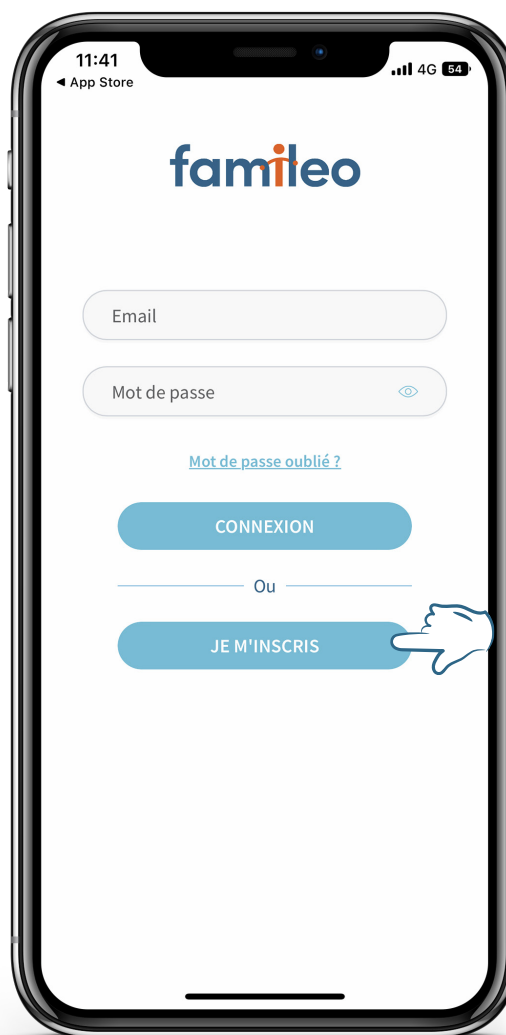 11:41
4G 54
◀ App Store
famileo
Email
Mot de passe
Mot de passe oublié ?
CONNEXION
Ou
JE M'INSCRIS